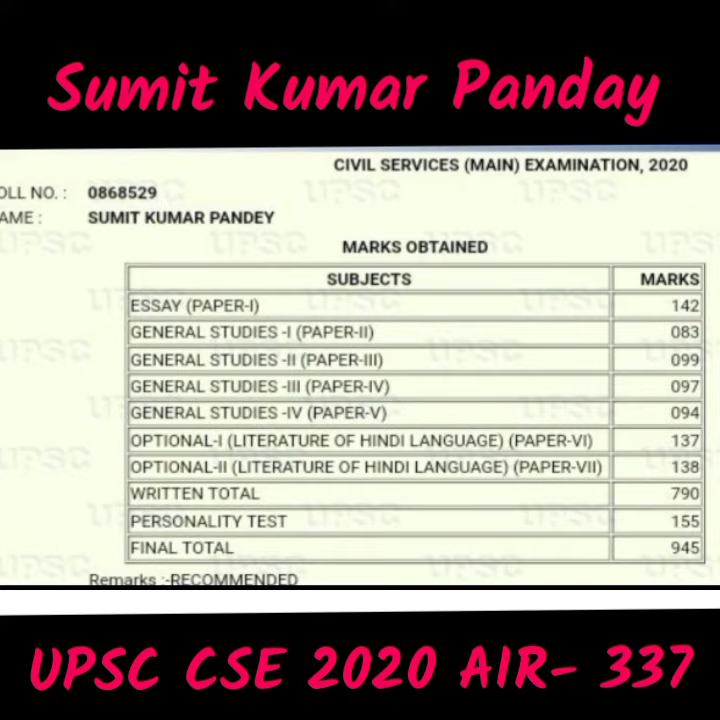 Sumit Kumar Panday
CIVIL SERVICES (MAIN) EXAMINATION, 2020
OLL NO. : 0868529
AME : SUMIT KUMAR PANDEY
MARKS OBTAINED
SUBJECTS MARKS
ESSAY (PAPER-I) 142
GENERAL STUDIES -I (PAPER-II) 083
GENERAL STUDIES -II (PAPER-III) 099
GENERAL STUDIES -III (PAPER-IV) 097
GENERAL STUDIES -IV (PAPER-V) 094
OPTIONAL-I (LITERATURE OF HINDI LANGUAGE) (PAPER-VI) 137
OPTIONAL-II (LITERATURE OF HINDI LANGUAGE) (PAPER-VII) 138
WRITTEN TOTAL 790
PERSONALITY TEST 155
FINAL TOTAL 945
Remarks :-RECOMMENDED
UPSC CSE 2020 AIR- 337